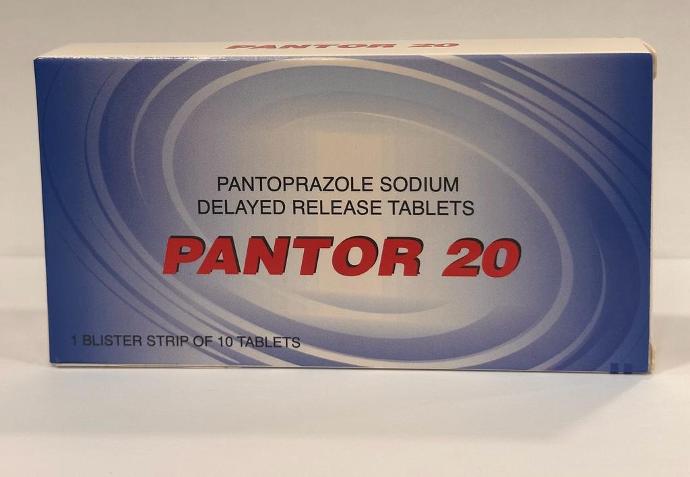 PANTOR 20
PANTOPRAZOLE SODIUM
DELAYED RELEASE TABLETS
PANTOR 20
1 BLISTER STRIP OF 10 TABLETS